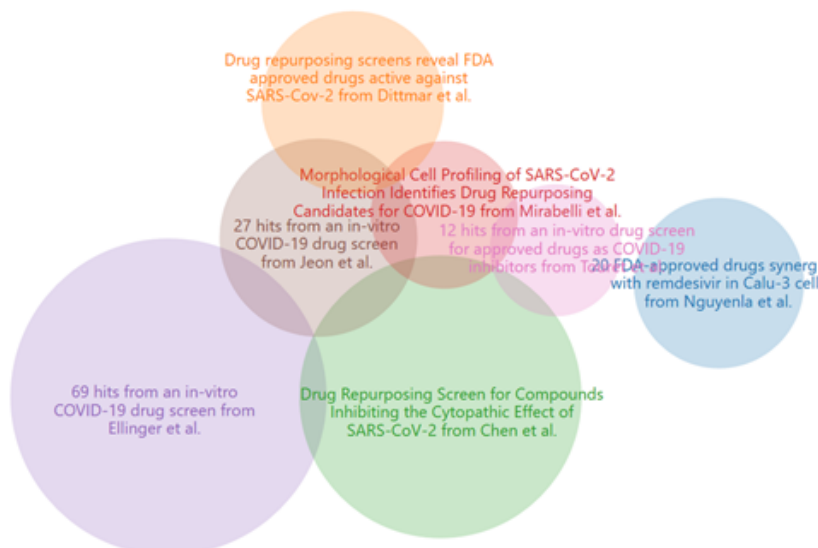 Drug repurposing screens reveal FDA
approved drugs active against
SARS-Cov-2 from Dittmar et al.
Morphological Cell Profiling of SARS-CoV-2
Infection Identifies Drug Repurposing
Candidates for COVID-19 from Mirabelli et al.
27 hits from an in-vitro
COVID-19 drug screen
from Jeon et al.
12 hits from an in-vitro drug screen
for approved drugs as COVID-19
inhibitors from et al.
20 FDA-approved drugs synerg
with remdesivir in Calu-3 cell
from Nguyenla et al.
69 hits from an in-vitro
COVID-19 drug screen from
Ellinger et al.
Drug Repurposing Screen for Compounds
Inhibiting the Cytopathic Effect of
SARS-CoV-2 from Chen et al.